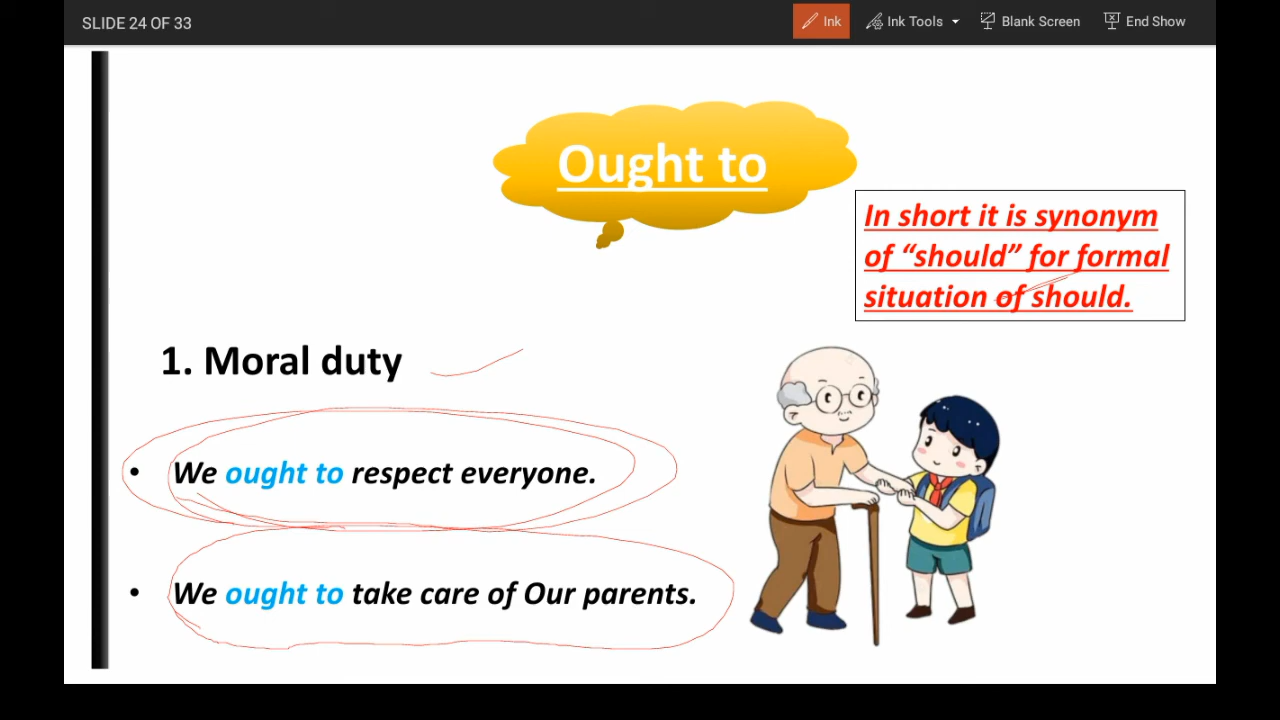 SLIDE 24 OF 33
Ink
Ink Tools
Blank Screen
End Show
Ought to
In short it is synonym
of “should” for formal
situation of should.
1. Moral duty
• We ought to respect everyone.
• We ought to take care of Our parents.